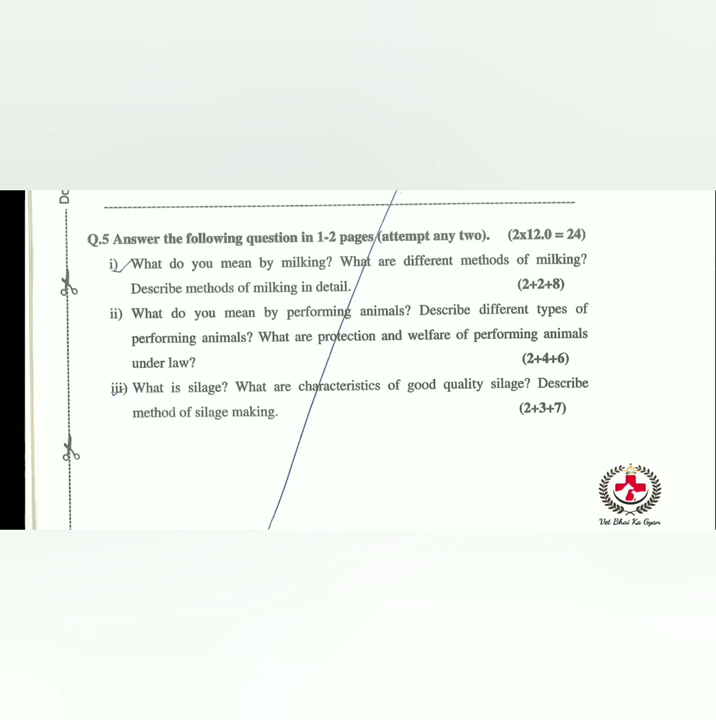 Dc
Q.5 Answer the following question in 1-2 pages (attempt any two). (2x12.0 = 24)
i) What do you mean by milking? What are different methods of milking?
Describe methods of milking in detail. (2+2+8)
ii) What do you mean by performing animals? Describe different types of
performing animals? What are protection and welfare of performing animals
under law? (2+4+6)
iii) What is silage? What are characteristics of good quality silage? Describe
method of silage making. (2+3+7)
Vet Bhai Ka Gyan